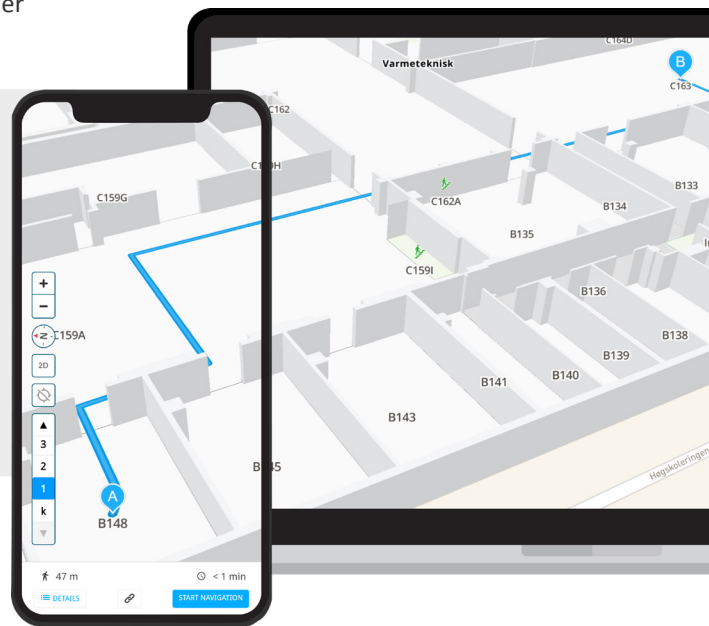 er
C164D
Varmeteknisk
B
C163
C162
C159G
C162A
B133
B134
B135
C159I
+
−
N
C159A
2D
B136
B138
B139
B140
B141
B143
▲
3
2
1
k
▼
A
B148
Høgskoleringen
47 m
< 1 min
DETAILS
START NAVIGATION